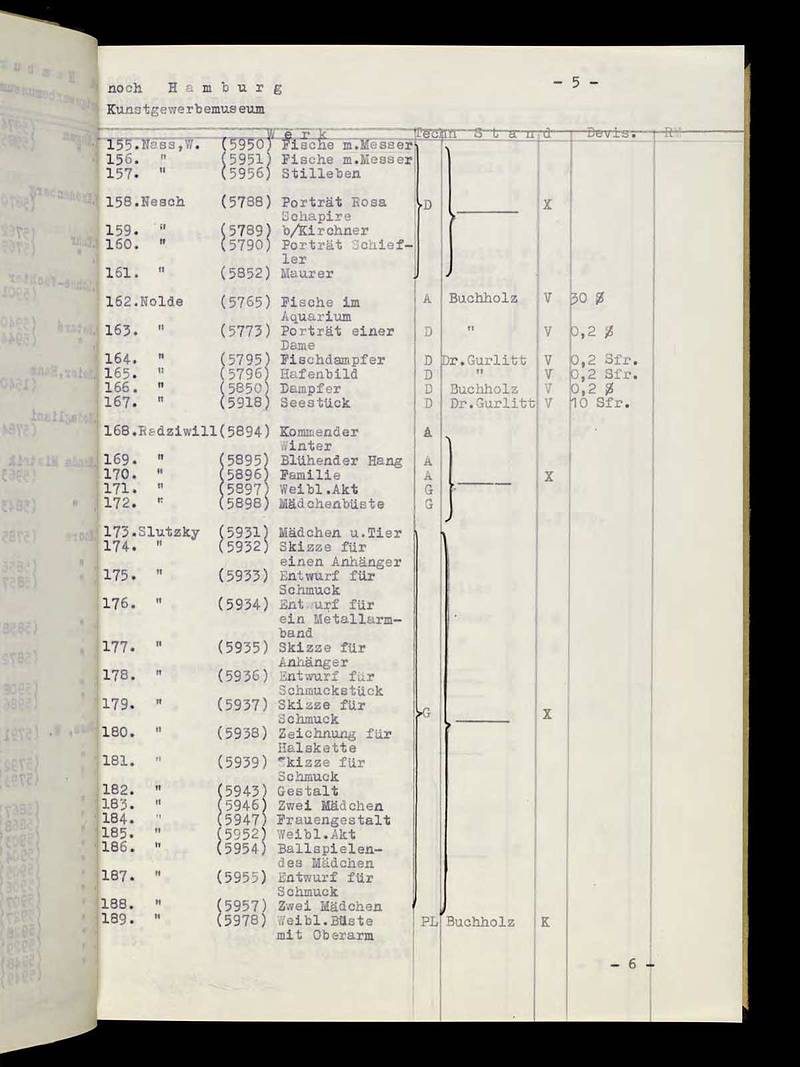 noch H a m b u r g - 5 -
Kunstgewerbemuseum
W e r k Techn S t a n d Devis. RM
155.Nass,W. (5950) Fische m.Messer
156. " (5951) Fische m.Messer
157. " (5956) Stilleben
158.Nesch (5788) Porträt Rosa D X
Schapire
159. " (5789) b/Kirchner
160. " (5790) Porträt Schief-
ler
161. " (5852) Maurer
162.Nolde (5765) Fische im A Buchholz V 30 $
Aquarium
163. " (5773) Porträt einer D " V 0,2 $
Dame
164. " (5795) Fischdampfer D Dr.Gurlitt V 0,2 Sfr.
165. " (5796) Hafenbild D " V 0,2 Sfr.
166. " (5850) Dampfer D Buchholz V 0,2 $
167. " (5918) Seestück D Dr.Gurlitt V 10 Sfr.
168.Radziwill(5894) Kommender A
Winter
169. " (5895) Blühender Hang A
170. " (5896) Familie A X
171. " (5897) Weibl.Akt G
172. " (5898) Mädchenbüste G
173.Slutzky (5931) Mädchen u.Tier
174. " (5932) Skizze für
einen Anhänger
175. " (5933) Entwurf für
Schmuck
176. " (5934) Entwurf für
ein Metallarm-
band
177. " (5935) Skizze für
Anhänger
178. " (5936) Entwurf für
Schmuckstück
179. " (5937) Skizze für
Schmuck G X
180. " (5938) Zeichnung für
Halskette
181. " (5939) Skizze für
Schmuck
182. " (5943) Gestalt
183. " (5946) Zwei Mädchen
184. " (5947) Frauengestalt
185. " (5952) Weibl.Akt
186. " (5954) Ballspielen-
des Mädchen
187. " (5955) Entwurf für
Schmuck
188. " (5957) Zwei Mädchen
189. " (5978) Weibl.Büste PL Buchholz K
mit Oberarm
- 6 -